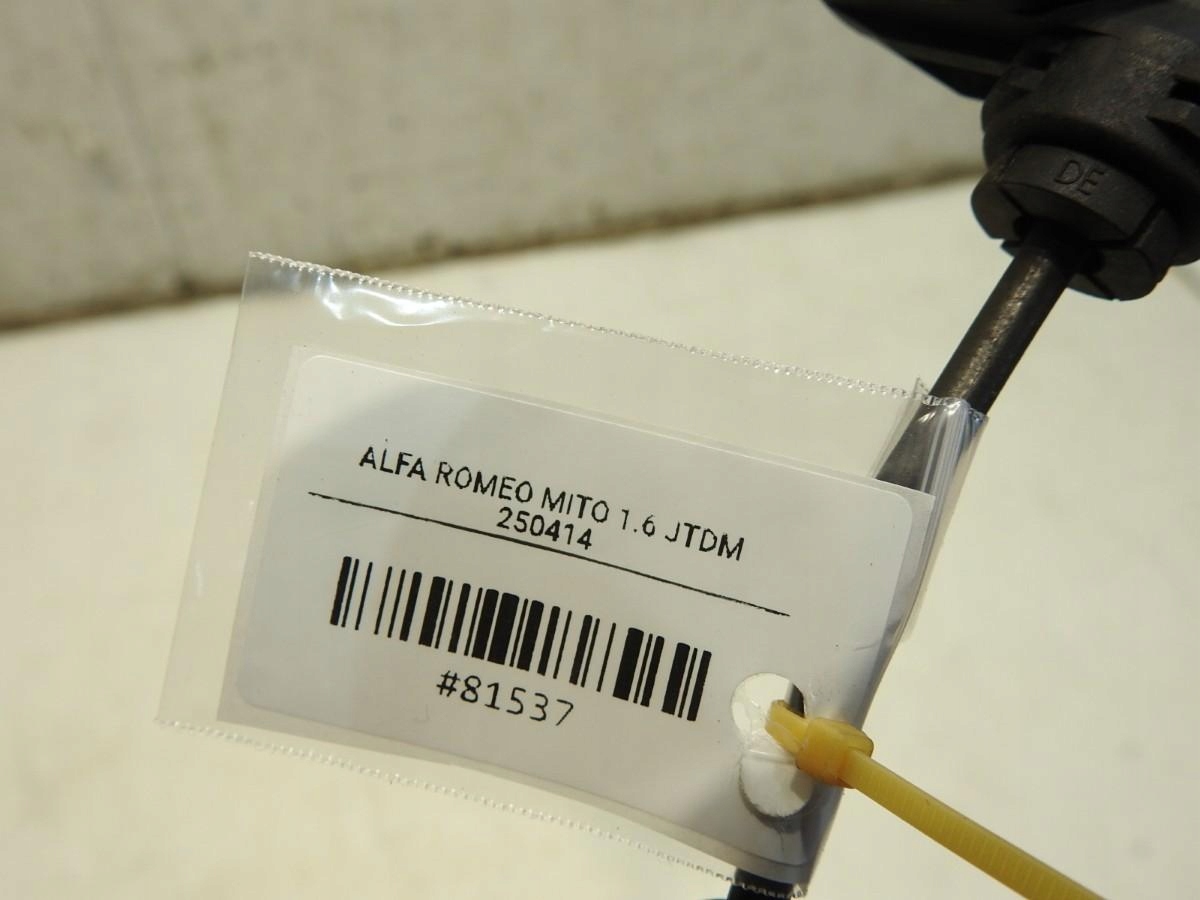 DE
ALFA ROMEO MITO 1.6 JTDM
250414
#81537